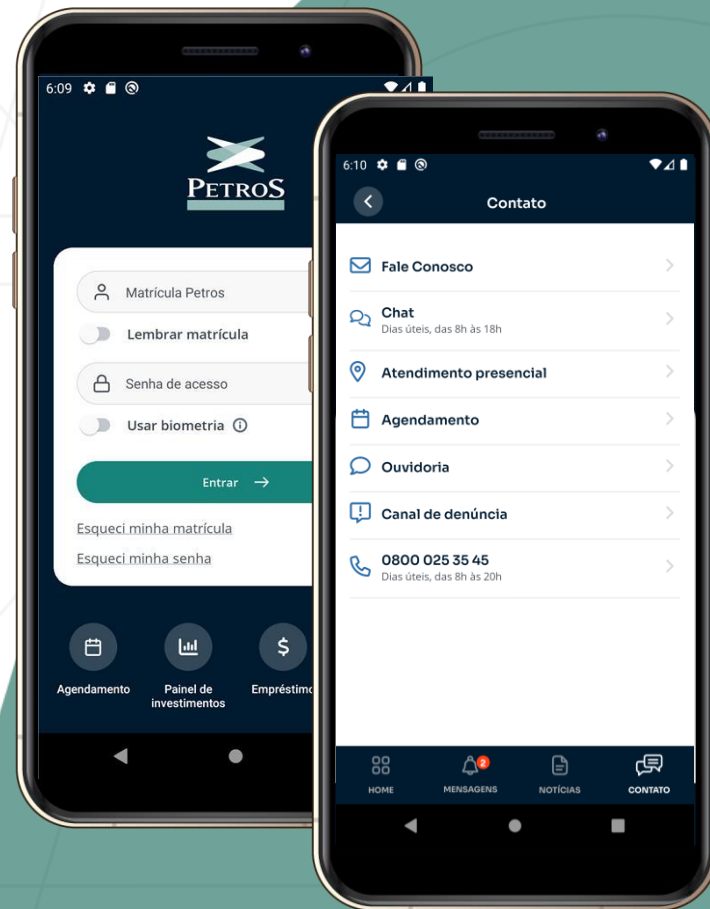 6:09
PETROS
Matrícula Petros
Lembrar matrícula
Senha de acesso
Usar biometria
Entrar
Esqueci minha matrícula
Esqueci minha senha
Agendamento
Painel de
investimentos
6:10
Contato
Fale Conosco
Chat
Dias úteis, das 8h às 18h
Atendimento presencial
Agendamento
Ouvidoria
Canal de denúncia
0800 025 35 45
Dias úteis, das 8h às 20h
2
HOME
MENSAGENS
NOTÍCIAS
CONTATO